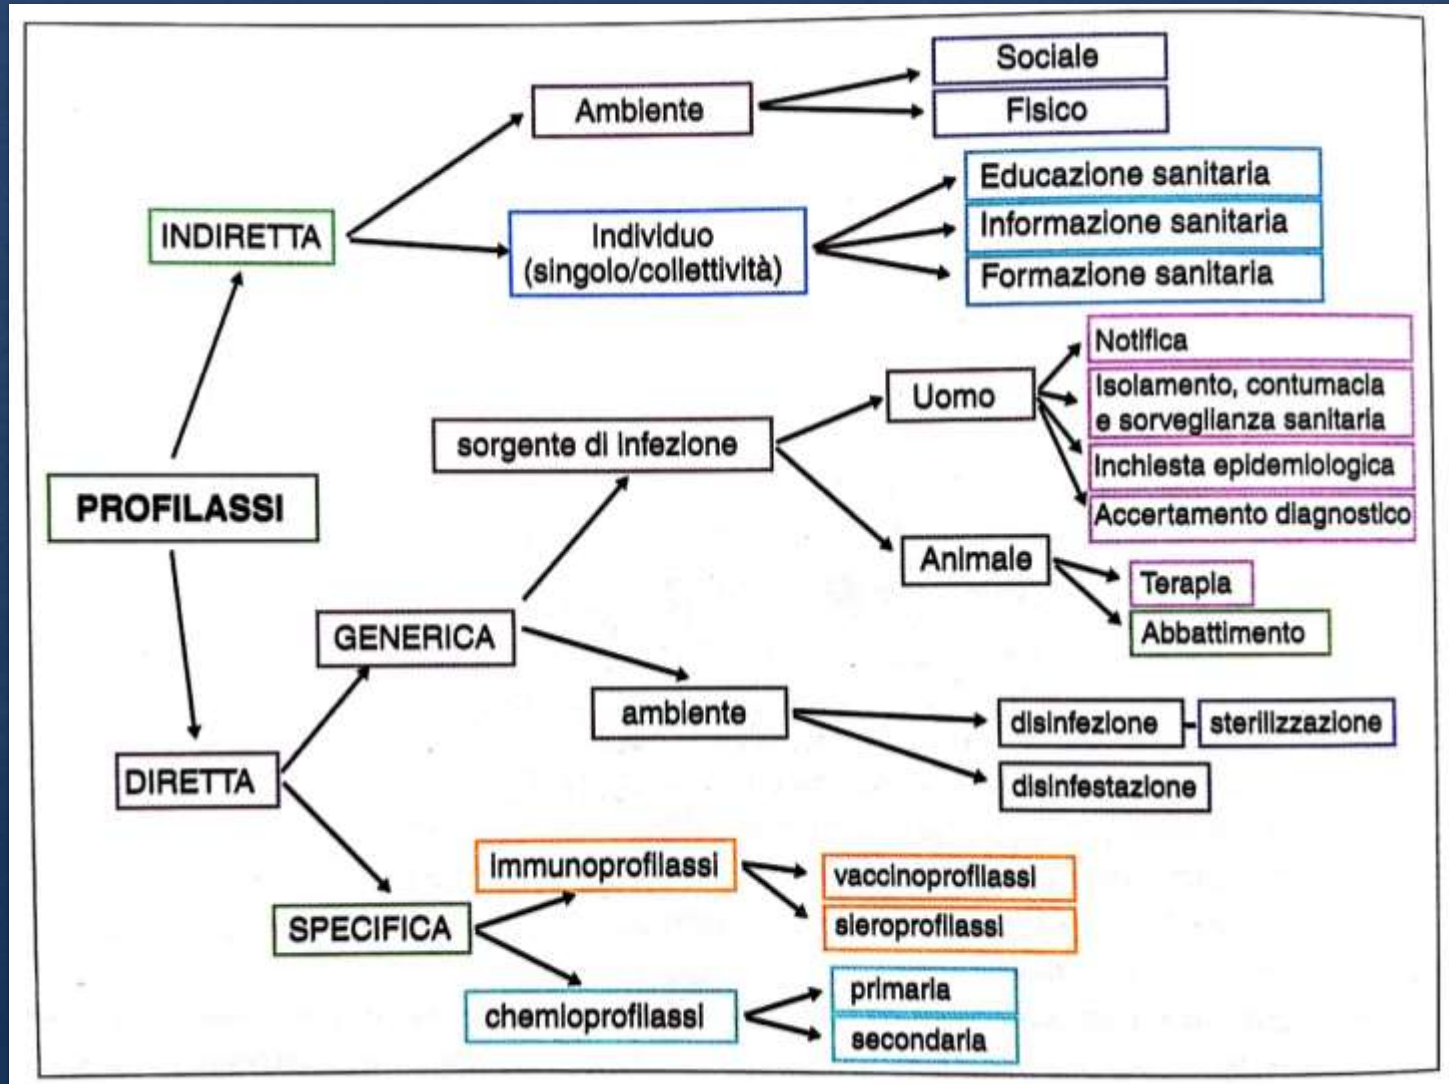 Sociale
Ambiente
Fisico
Educazione sanitaria
INDIRETTA
Individuo
(singolo/collettività)
Informazione sanitaria
Formazione sanitaria
Notifica
Uomo
Isolamento, contumacia
e sorveglianza sanitaria
sorgente di infezione
Inchiesta epidemiologica
PROFILASSI
Accertamento diagnostico
Animale
Terapia
GENERICA
Abbattimento
ambiente
disinfezione - sterilizzazione
DIRETTA
disinfestazione
Immunoprofilassi
vaccinoprofilassi
SPECIFICA
sieroprofilassi
chemioprofilassi
primaria
secondaria